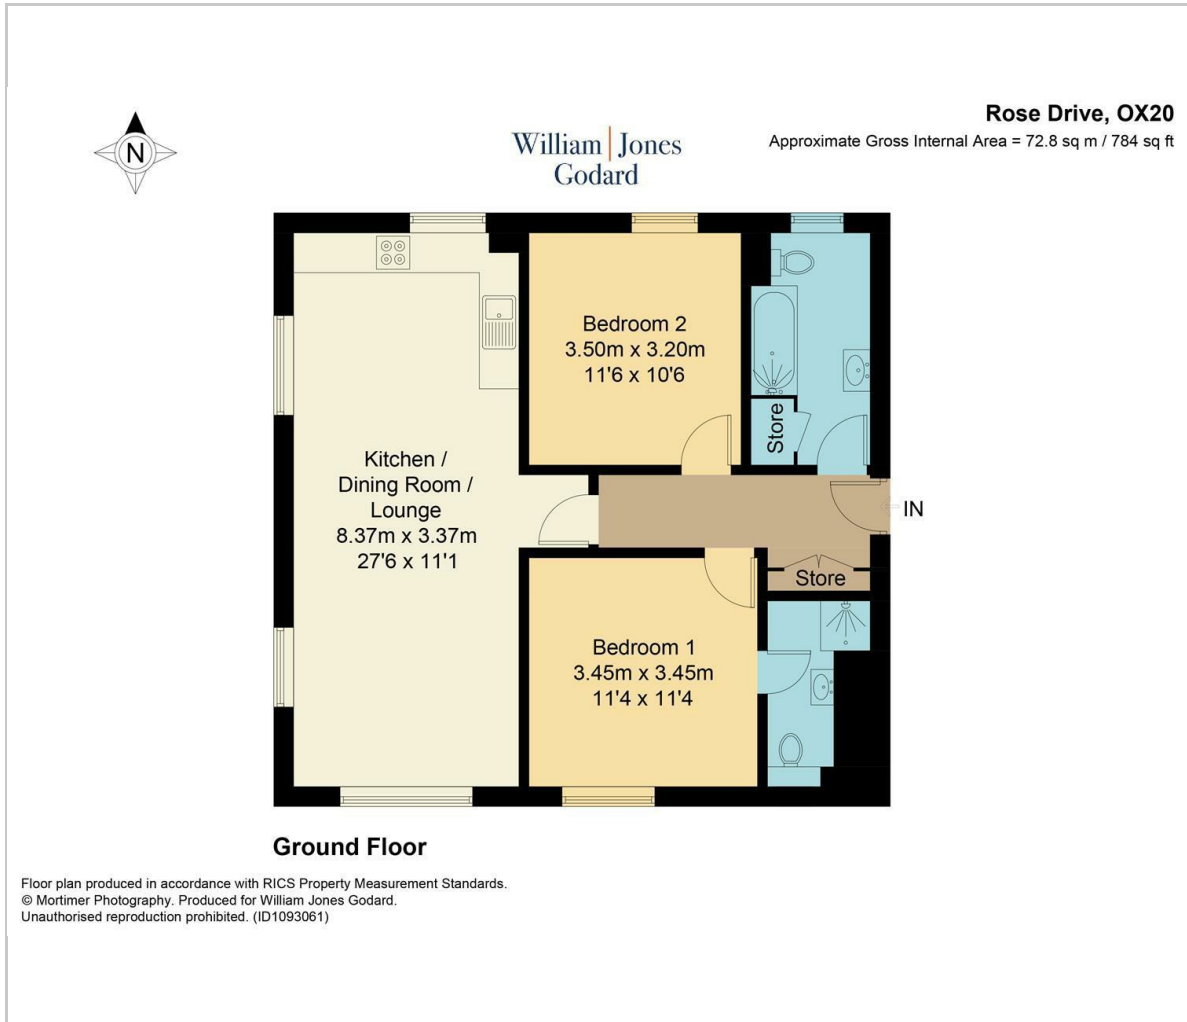 Rose Drive, OX20
Approximate Gross Internal Area = 72.8 sq m / 784 sq ft
N
William | Jones
Godard
Bedroom 2
3.50m x 3.20m
11'6 x 10'6
Store
Kitchen /
Dining Room /
Lounge
8.37m x 3.37m
27'6 x 11'1
IN
Store
Bedroom 1
3.45m x 3.45m
11'4 x 11'4
Ground Floor
Floor plan produced in accordance with RICS Property Measurement Standards.
© Mortimer Photography. Produced for William Jones Godard.
Unauthorised reproduction prohibited. (ID1093061)